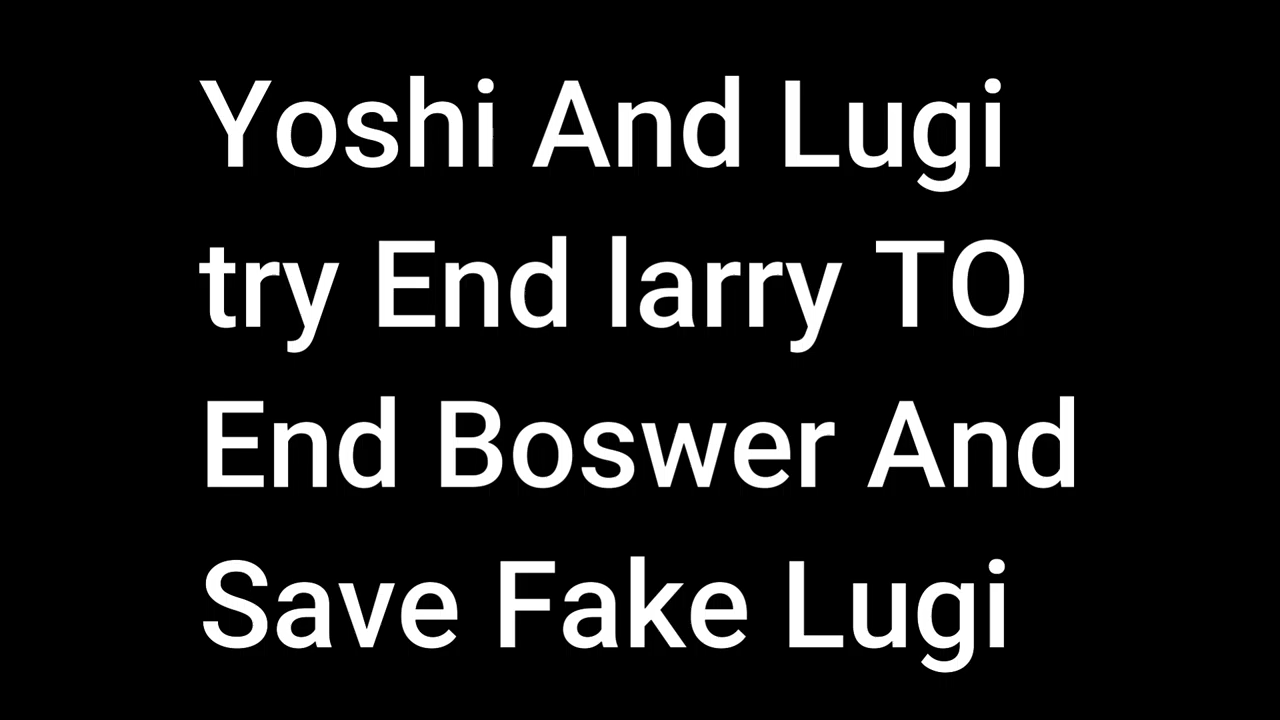 Yoshi And Lugi
try End larry TO
End Boswer And
Save Fake Lugi